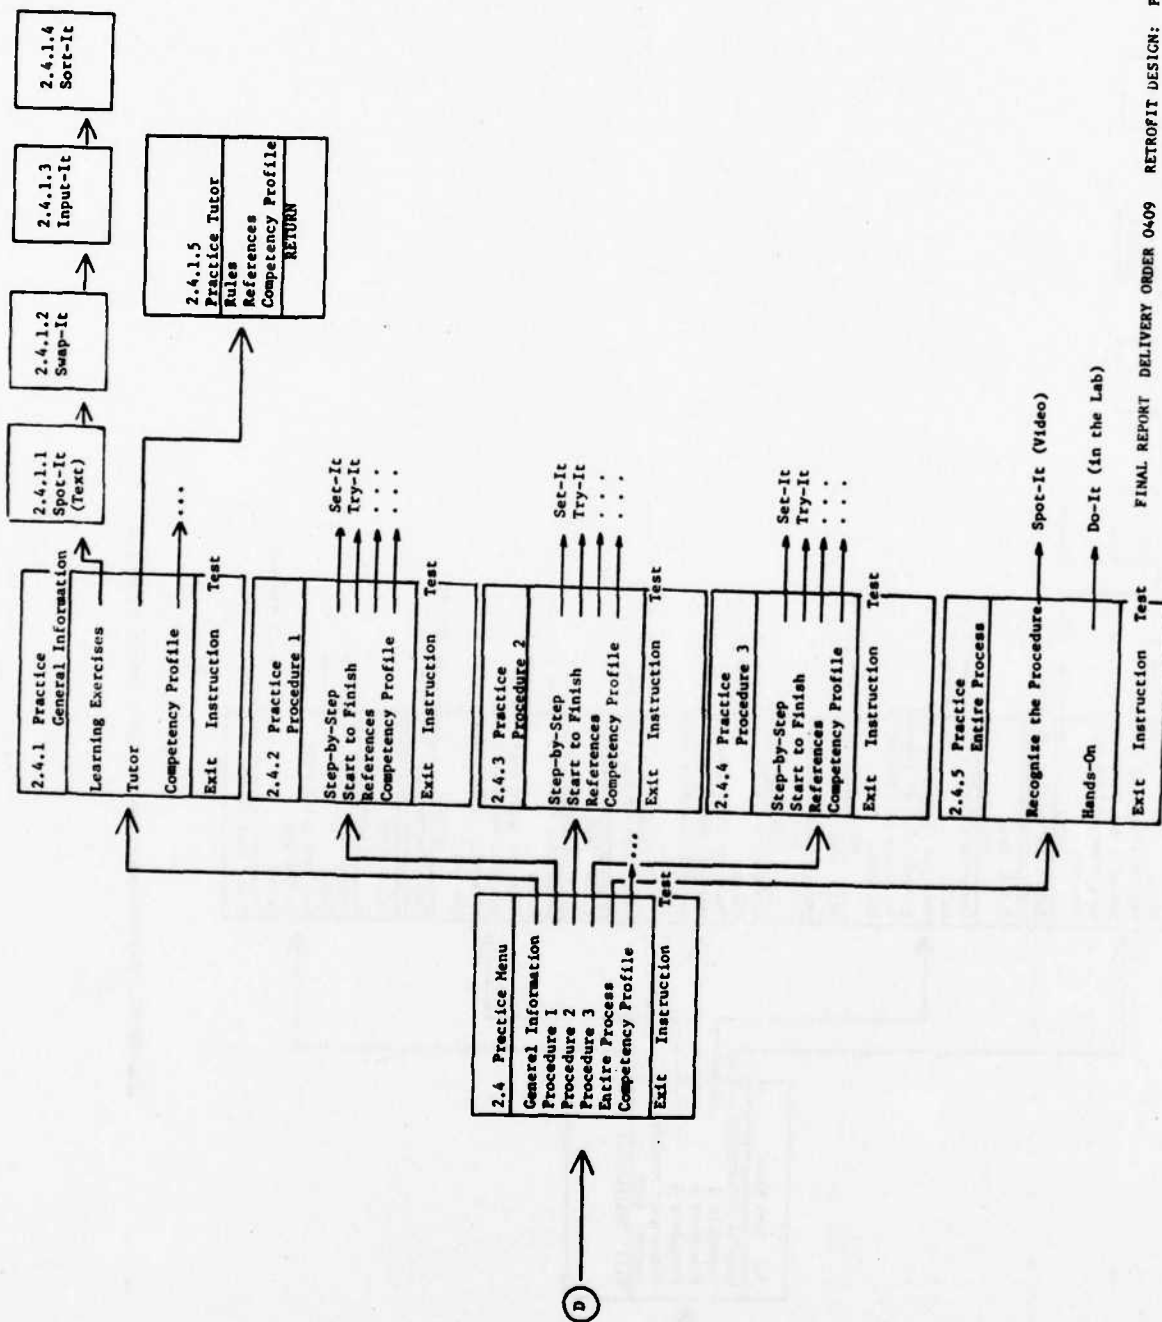 D
2.4 Prectice Menu
Generel Information
Procedure 1
Procedure 2
Procedure 3
Entire Process
Competency Profile
...
Exit Instruction Test
2.4.1 Practice
General Information
Learning Exercises
Tutor
Competency Profile
...
Exit Instruction Test
2.4.1.1
Spot-It
(Text)
2.4.1.2
Swap-It
2.4.1.3
Input-It
2.4.1.4
Sort-It
2.4.1.5
Practice Tutor
Rules
References
Competency Profile
RETURN
2.4.2 Practice
Procedure 1
Step-by-Step Set-It
Start to Finish Try-It
References . . .
Competency Profile . . .
Exit Instruction Test
2.4.3 Practice
Procedure 2
Step-by-Step Set-It
Start to Finish Try-It
References . . .
Competency Profile . . .
Exit Instruction Test
2.4.4 Practice
Procedure 3
Step-by-Step Set-It
Start to Finish Try-It
References . . .
Competency Profile . . .
Exit Instruction Test
2.4.5 Practice
Entire Process
Recognize the Procedure Spot-It (Video)
Hands-On Do-It (in the Lab)
Exit Instruction Test
FINAL REPORT DELIVERY ORDER 0409 RETROFIT DESIGN: